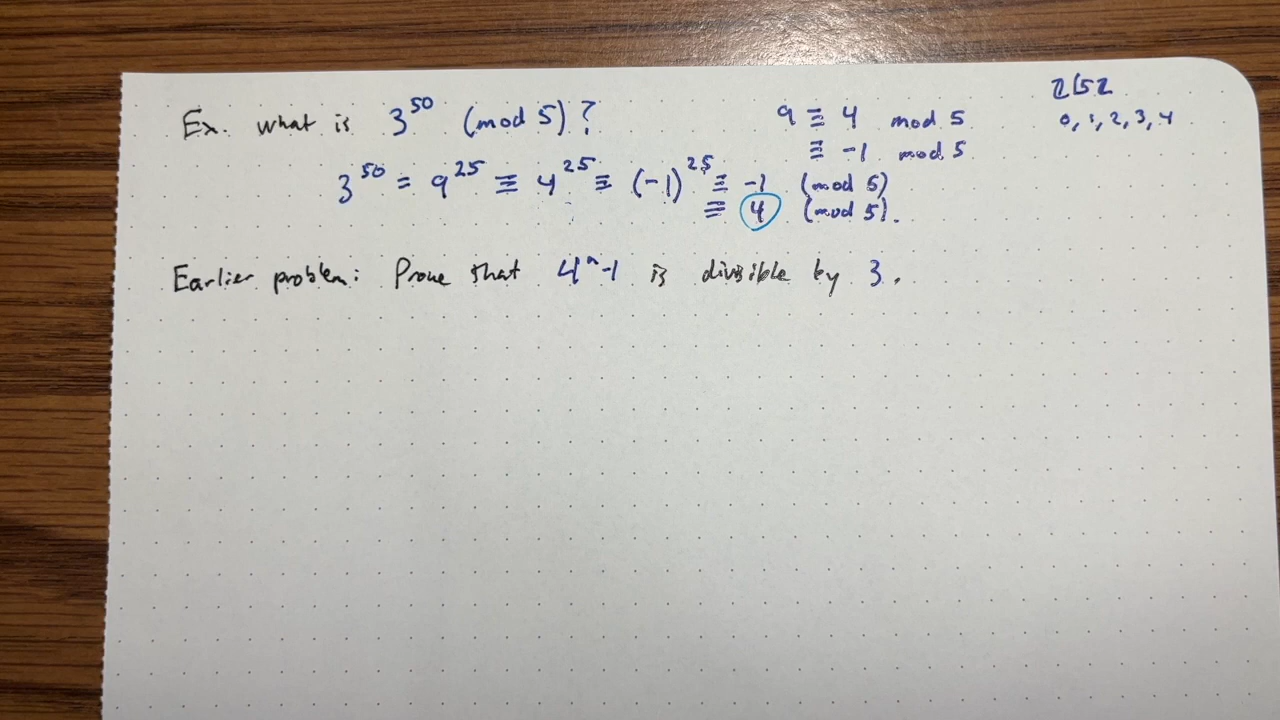 Ex. what is 3^50 (mod 5)?
9 ≡ 4 mod 5
≡ -1 mod 5
ℤ/5ℤ
0, 1, 2, 3, 4
3^50 = 9^25 ≡ 4^25 ≡ (-1)^25 ≡ -1 (mod 5)
≡ 4 (mod 5).
Earlier problem: Prove that 4^n-1 is divisible by 3.